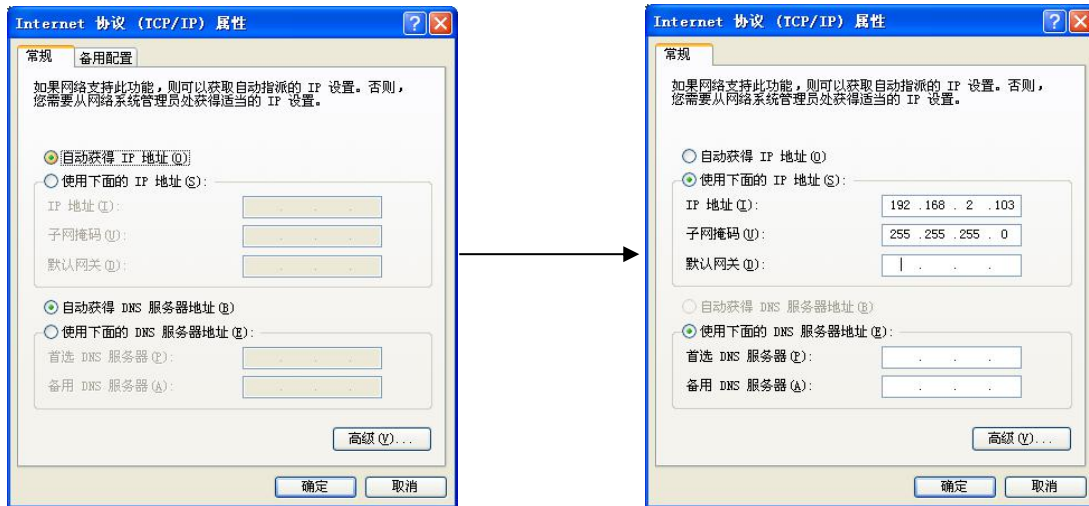 Internet 协议 (TCP/IP) 属性
常规
备用配置
如果网络支持此功能，则可以获取自动指派的 IP 设置。否则，
您需要从网络系统管理员处获得适当的 IP 设置。
自动获得 IP 地址(O)
使用下面的 IP 地址(S):
IP 地址(I):
子网掩码(U):
默认网关(D):
自动获得 DNS 服务器地址(B)
使用下面的 DNS 服务器地址(E):
首选 DNS 服务器(P):
备用 DNS 服务器(A):
高级(V)...
确定
取消
Internet 协议 (TCP/IP) 属性
常规
如果网络支持此功能，则可以获取自动指派的 IP 设置。否则，
您需要从网络系统管理员处获得适当的 IP 设置。
自动获得 IP 地址(O)
使用下面的 IP 地址(S):
IP 地址(I): 192 .168 . 2 .103
子网掩码(U): 255 .255 .255 . 0
默认网关(D):
自动获得 DNS 服务器地址(B)
使用下面的 DNS 服务器地址(E):
首选 DNS 服务器(P):
备用 DNS 服务器(A):
高级(V)...
确定
取消